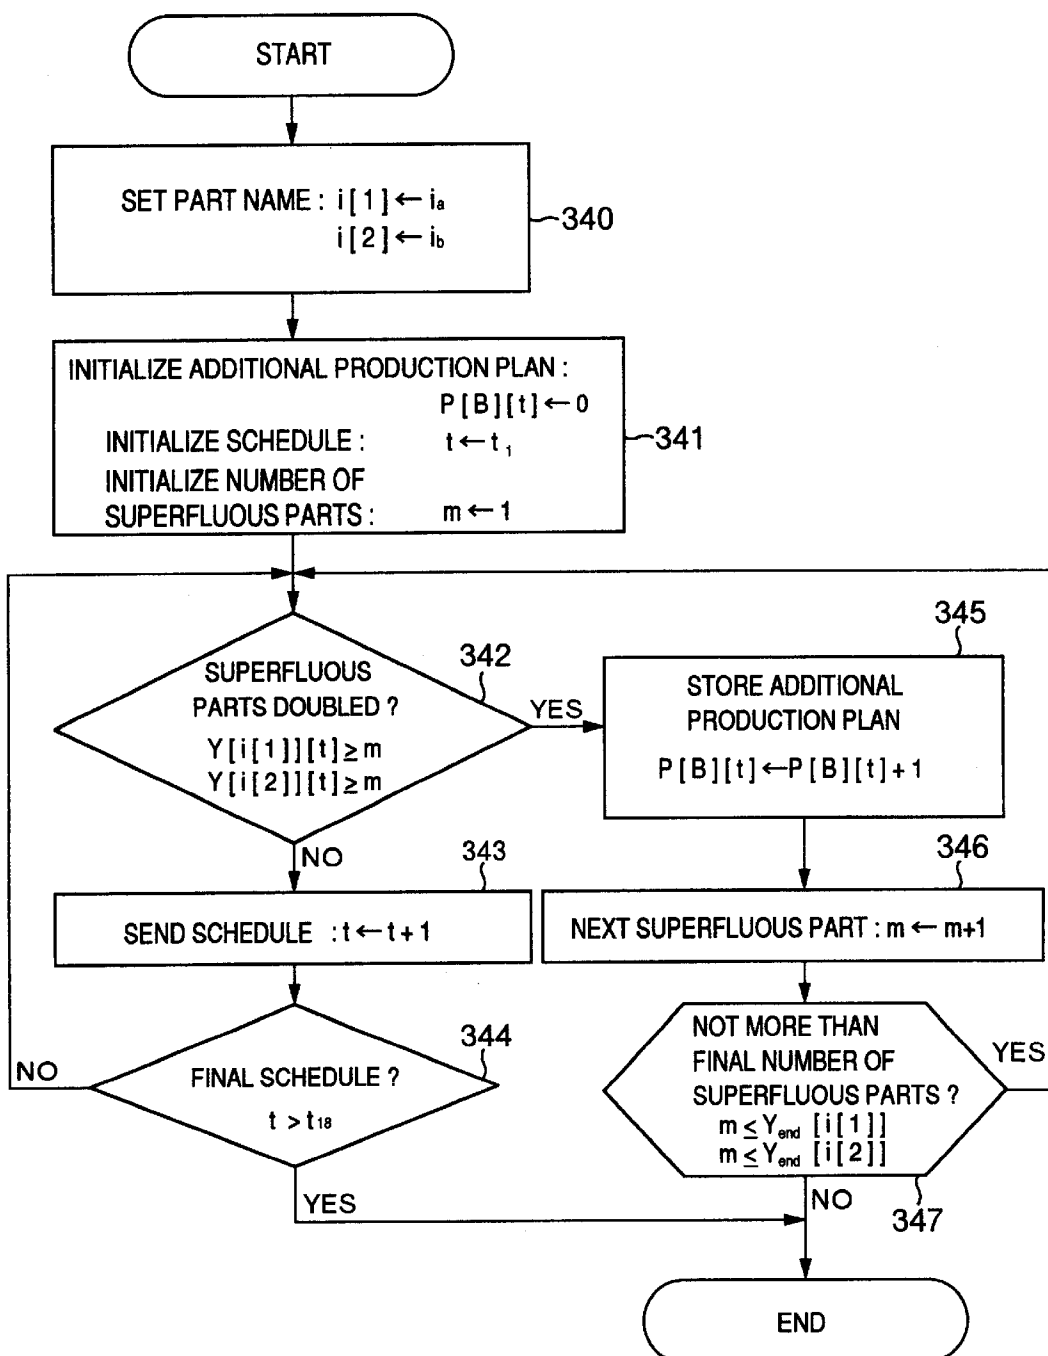 START
SET PART NAME : i [ 1 ] ← ia
i [ 2 ] ← ib
340
INITIALIZE ADDITIONAL PRODUCTION PLAN :
P [ B ] [ t ] ← 0
INITIALIZE SCHEDULE : t ← t 1
INITIALIZE NUMBER OF
SUPERFLUOUS PARTS : m ← 1
341
SUPERFLUOUS
PARTS DOUBLED ?
Y [ i [ 1 ] ] [ t ] ≥ m
Y [ i [ 2 ] ] [ t ] ≥ m
342
YES
NO
345
STORE ADDITIONAL
PRODUCTION PLAN
P [ B ] [ t ] ← P [ B ] [ t ] + 1
343
SEND SCHEDULE : t ← t + 1
346
NEXT SUPERFLUOUS PART : m ← m+1
344
FINAL SCHEDULE ?
t > t18
NO
YES
NOT MORE THAN
FINAL NUMBER OF
SUPERFLUOUS PARTS ?
m ≤ Yend [ i [ 1 ] ]
m ≤ Yend [ i [ 2 ] ]
YES
NO
347
END